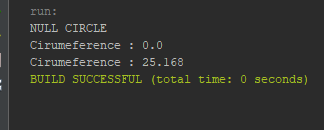 run:
NULL CIRCLE
Cirumeference : 0.0
Cirumeference : 25.168
BUILD SUCCESSFUL (total time: 0 seconds)